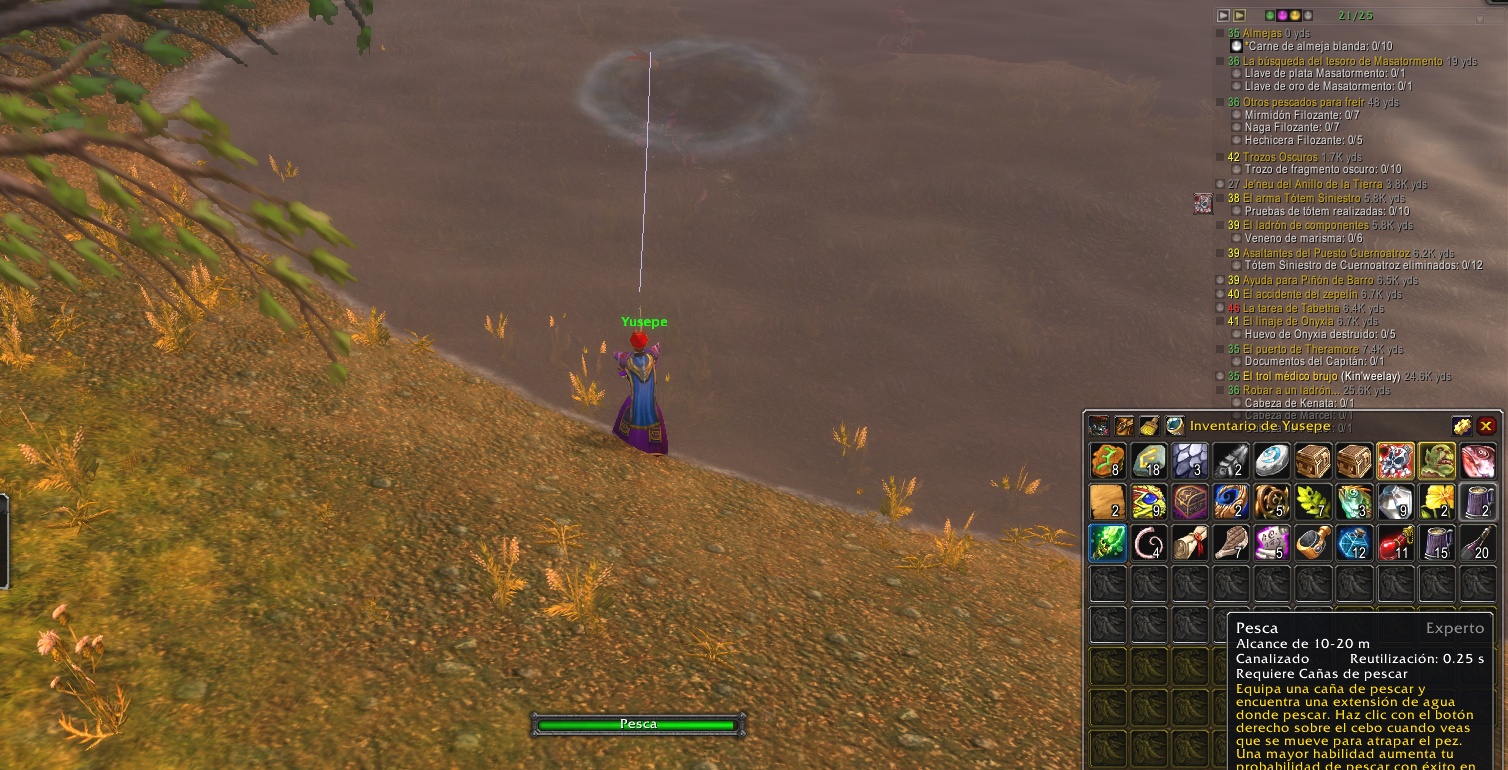 21/25
35 Almejas 0 yds
*Carne de almeja blanda: 0/10
36 La búsqueda del tesoro de Masatormento 19 yds
Llave de plata Masatormento: 0/1
Llave de oro de Masatormento: 0/1
36 Otros pescados para freír 48 yds
Mirmidón Filozante: 0/7
Naga Filozante: 0/7
Hechicera Filozante: 0/5
42 Trozos Oscuros 1.7K yds
Trozo de fragmento oscuro: 0/10
27 Je'neu del Anillo de la Tierra 3.8K yds
38 El arma Tótem Siniestro 5.8K yds
Pruebas de tótem realizadas: 0/10
39 El ladrón de componentes 5.8K yds
Veneno de marisma: 0/6
39 Asaltantes del Puesto Cuernoatroz 6.2K yds
Tótem Siniestro de Cuernoatroz eliminados: 0/12
39 Ayuda para Piñón de Barro 6.5K yds
40 El accidente del zepelín 6.7K yds
La tarea de Tabetha 6.4K yds
41 El linaje de Onyxia 6.7K yds
Huevo de Onyxia destruido: 0/5
35 El puerto de Theramore 7.4K yds
Documentos del Capitán: 0/1
35 El trol médico brujo (Kin'weelay) 24.6K yds
36 Robar a un ladrón... 25.6K yds
Cabeza de Kenata: 0/1
Cabeza de Marcel: 0/1
: 0/1
Yusepe
Inventario de Yusepe
8 18 3 2
2 9 2 5 7 3 9 2 2
4 7 5 12 11 15 20
Pesca Experto
Alcance de 10-20 m
Canalizado Reutilización: 0.25 s
Requiere Cañas de pescar
Equipa una caña de pescar y
encuentra una extensión de agua
donde pescar. Haz clic con el botón
derecho sobre el cebo cuando veas
que se mueve para atrapar el pez.
Una mayor habilidad aumenta tu
probabilidad de pescar con éxito en
Pesca